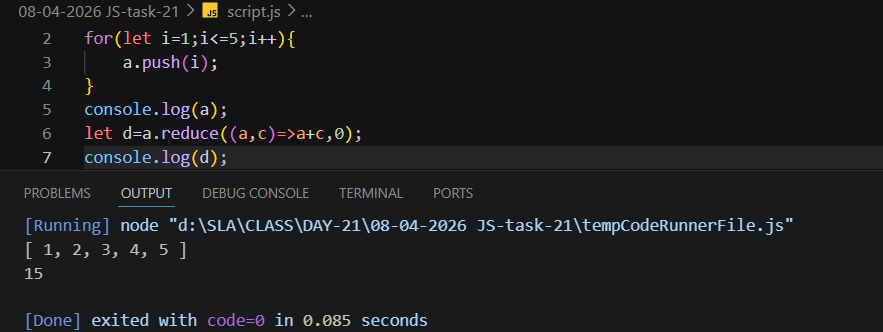 08-04-2026 JS-task-21 > JS script.js > ...
2 for(let i=1;i<=5;i++){
3     a.push(i);
4 }
5 console.log(a);
6 let d=a.reduce((a,c)=>a+c,0);
7 console.log(d);
PROBLEMS OUTPUT DEBUG CONSOLE TERMINAL PORTS
[Running] node "d:\SLA\CLASS\DAY-21\08-04-2026 JS-task-21\tempCodeRunnerFile.js"
[ 1, 2, 3, 4, 5 ]
15
[Done] exited with code=0 in 0.085 seconds